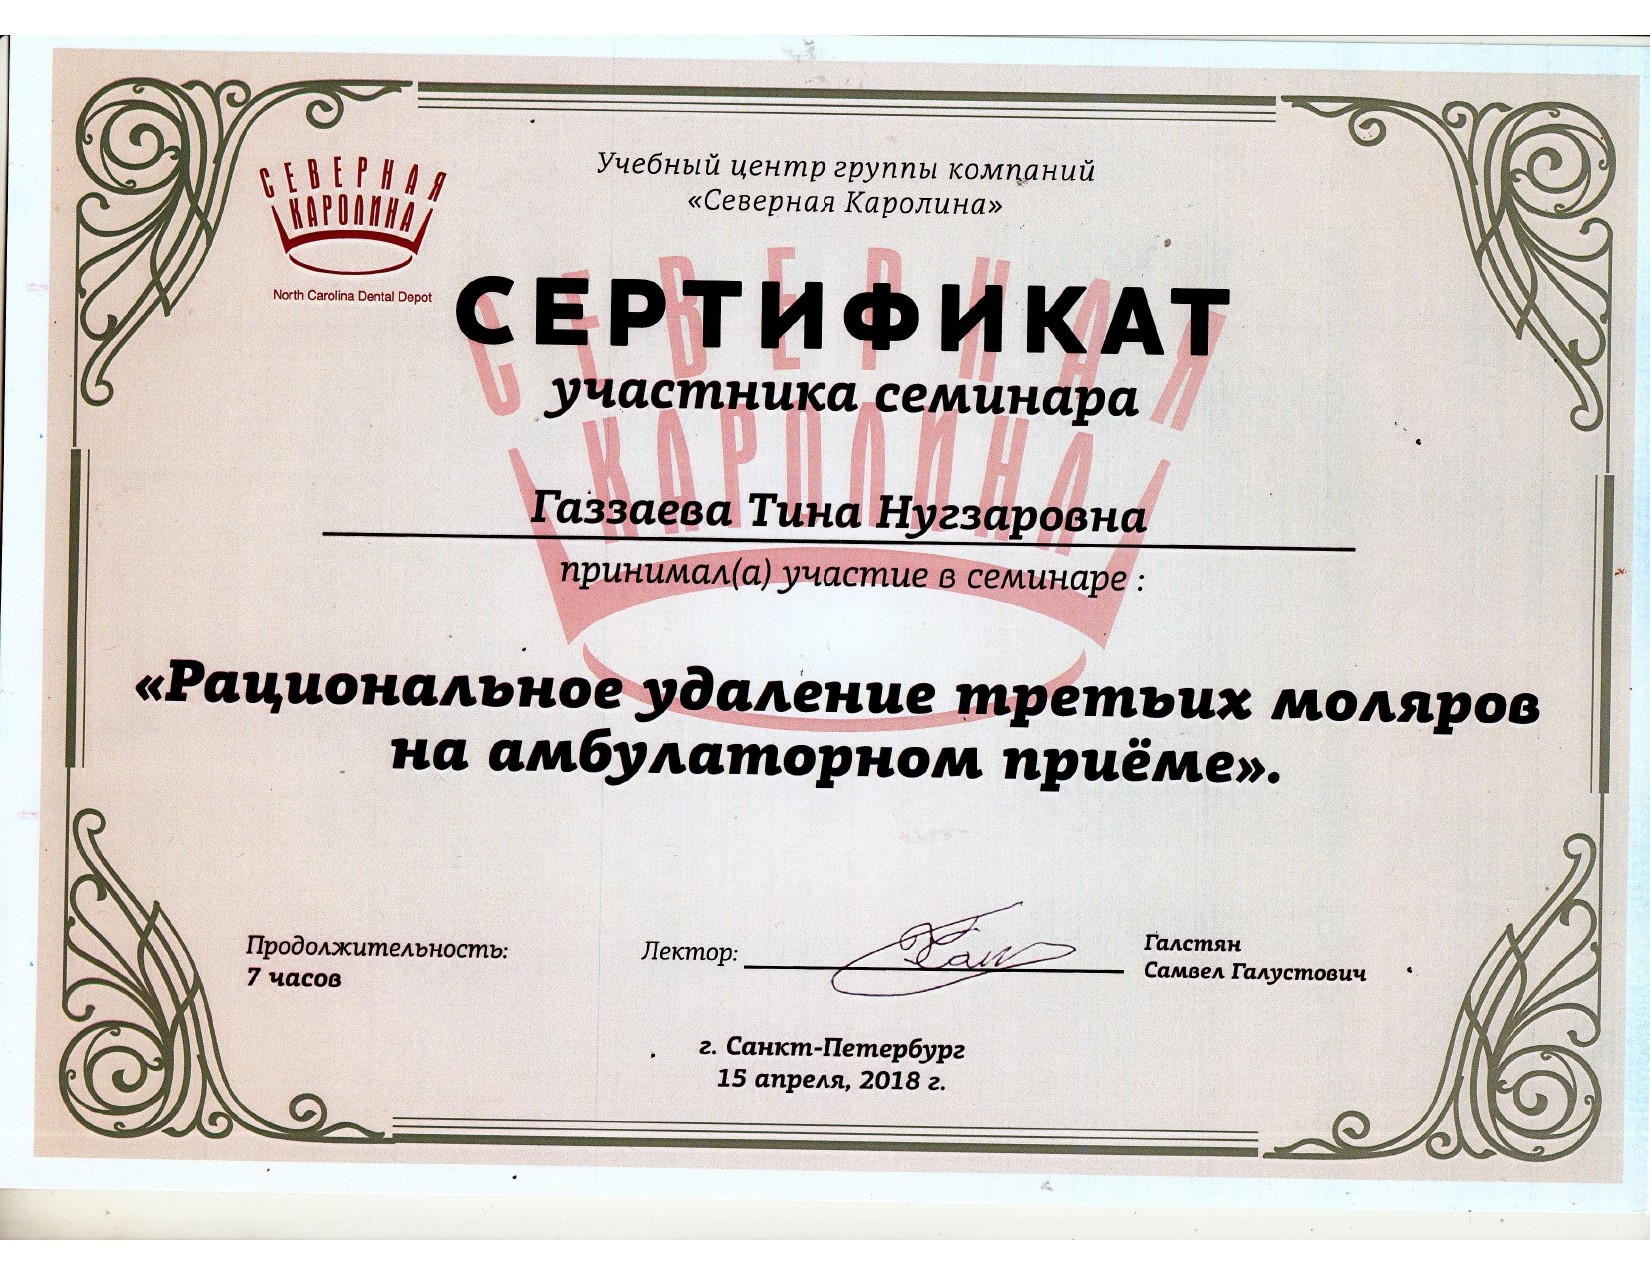 Учебный центр группы компаний
«Северная Каролина»
СЕВЕРНАЯ
КАРОЛИНА
North Carolina Dental Depot
СЕРТИФИКАТ
участника семинара
СЕВЕРНАЯ
КАРОЛИНА
Газзаева Тина Нугзаровна
принимал(а) участие в семинаре :
«Рациональное удаление третьих моляров
на амбулаторном приёме».
Продолжительность:
7 часов
Лектор:
Галстян
Самвел Галустович
г. Санкт-Петербург
15 апреля, 2018 г.